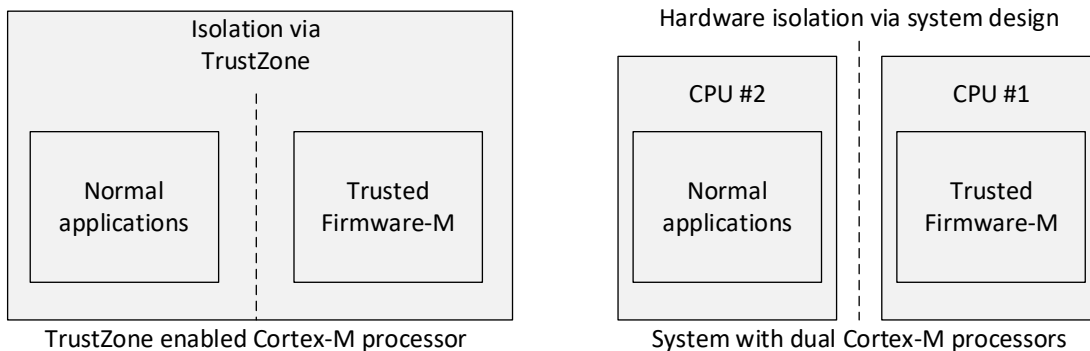 Isolation via
TrustZone
Normal
applications
Trusted
Firmware-M
TrustZone enabled Cortex-M processor
Hardware isolation via system design
CPU #2
Normal
applications
CPU #1
Trusted
Firmware-M
System with dual Cortex-M processors